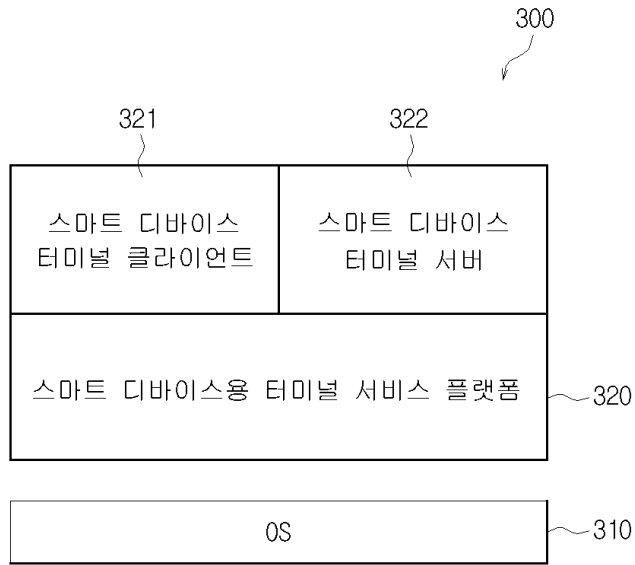 300
321
322
스마트 디바이스
터미널 클라이언트
스마트 디바이스
터미널 서버
스마트 디바이스용 터미널 서비스 플랫폼
320
OS
310